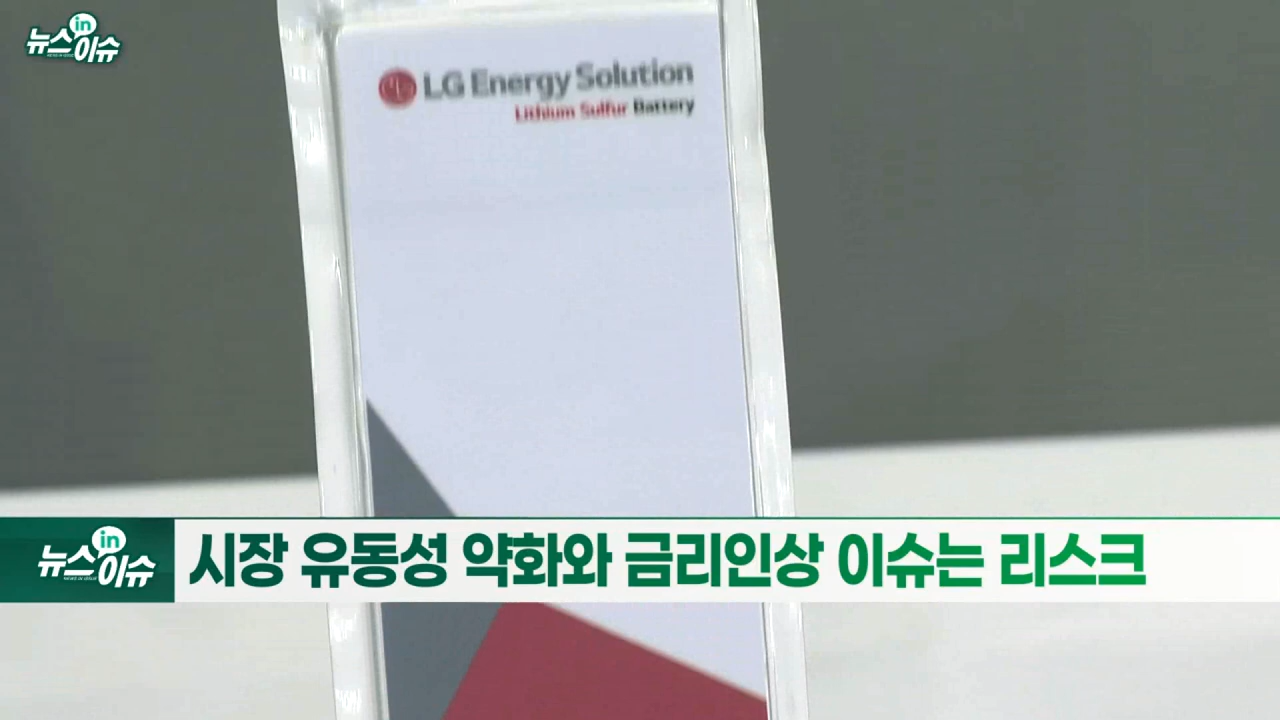 뉴스in이슈
LG Energy Solution
Lithium Sulfur Battery
뉴스in이슈
시장 유동성 약화와 금리인상 이슈는 리스크